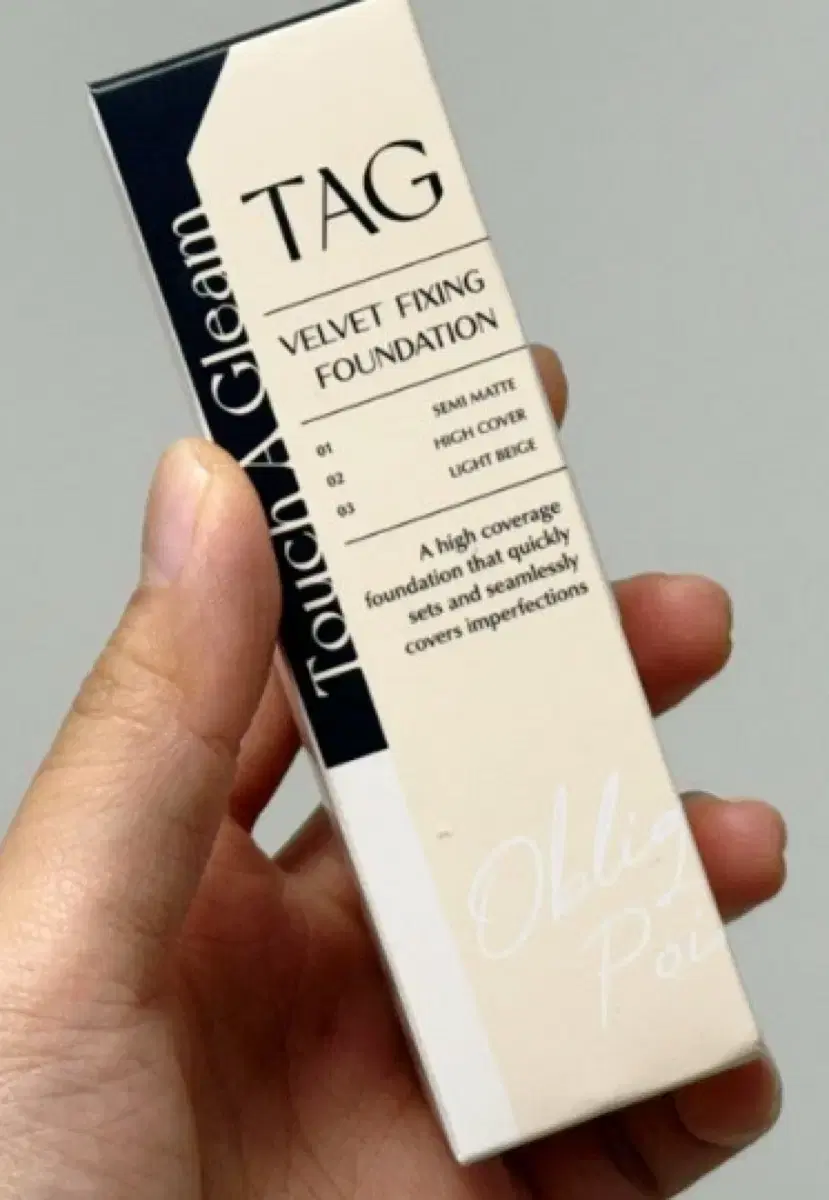 TAG
VELVET FIXING
FOUNDATION
01 SEMI MATTE
02 HIGH COVER
03 LIGHT BEIGE
A high coverage
foundation that quickly
sets and seamlessly
covers imperfections
Touch A Gleam